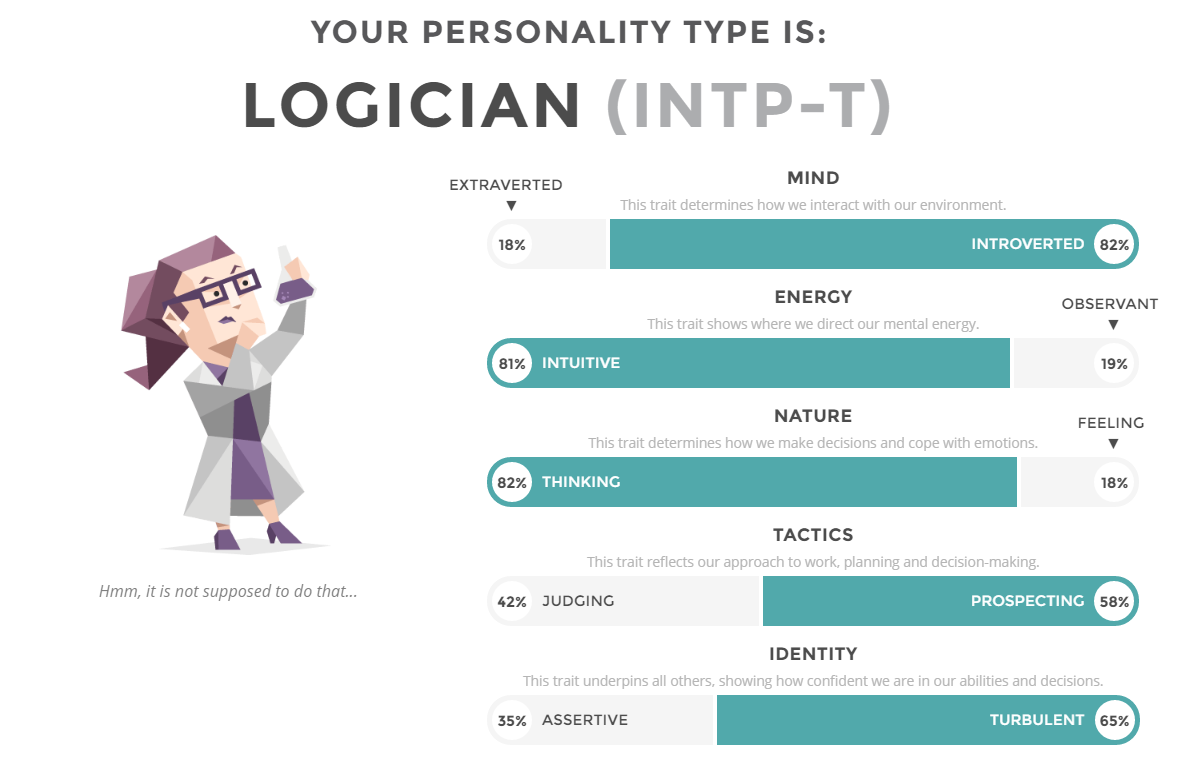 YOUR PERSONALITY TYPE IS:
LOGICIAN (INTP-T)
MIND
EXTRAVERTED
This trait determines how we interact with our environment.
18% INTROVERTED 82%
ENERGY
OBSERVANT
This trait shows where we direct our mental energy.
81% INTUITIVE 19%
NATURE
FEELING
This trait determines how we make decisions and cope with emotions.
82% THINKING 18%
TACTICS
This trait reflects our approach to work, planning and decision-making.
42% JUDGING PROSPECTING 58%
IDENTITY
This trait underpins all others, showing how confident we are in our abilities and decisions.
35% ASSERTIVE TURBULENT 65%
Hmm, it is not supposed to do that...